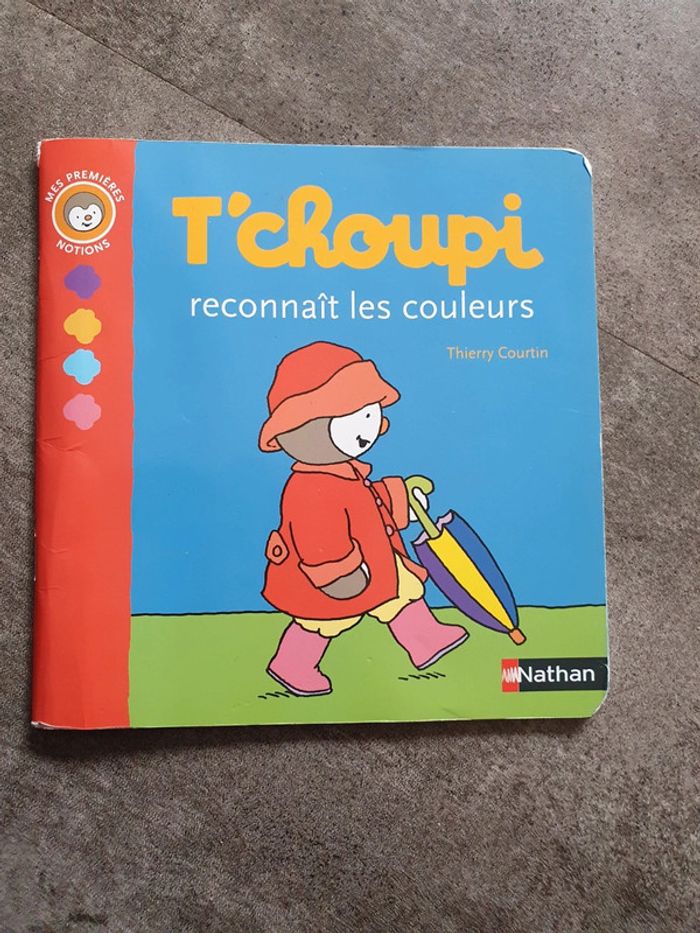 MES PREMIÈRES
NOTIONS
T'choupi
reconnaît les couleurs
Thierry Courtin
Nathan